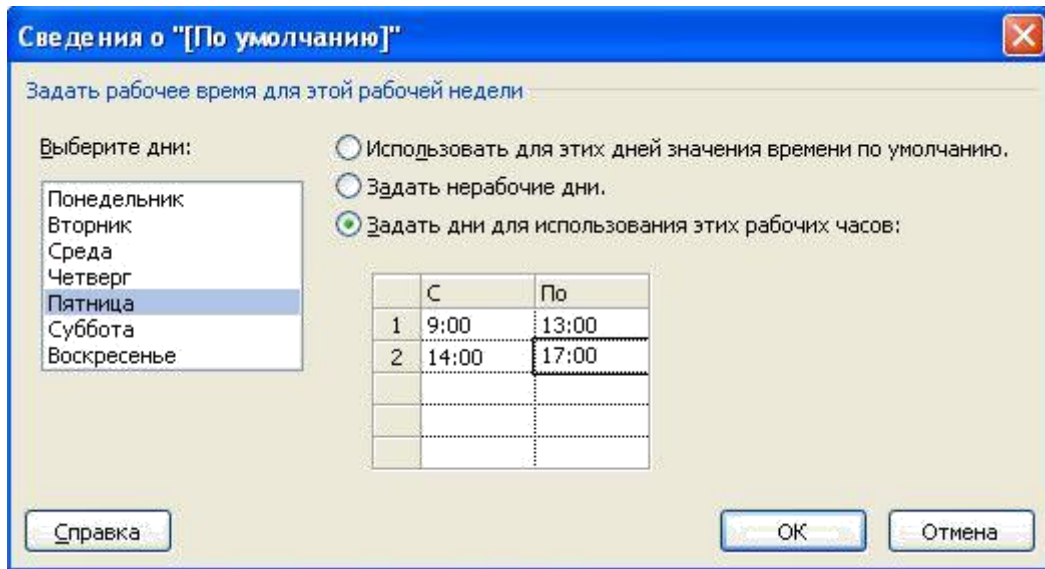 Сведения о "[По умолчанию]"
Задать рабочее время для этой рабочей недели
Выберите дни:
Понедельник
Вторник
Среда
Четверг
Пятница
Суббота
Воскресенье
Использовать для этих дней значения времени по умолчанию.
Задать нерабочие дни.
Задать дни для использования этих рабочих часов:
С По
1 9:00 13:00
2 14:00 17:00
Справка ОК Отмена